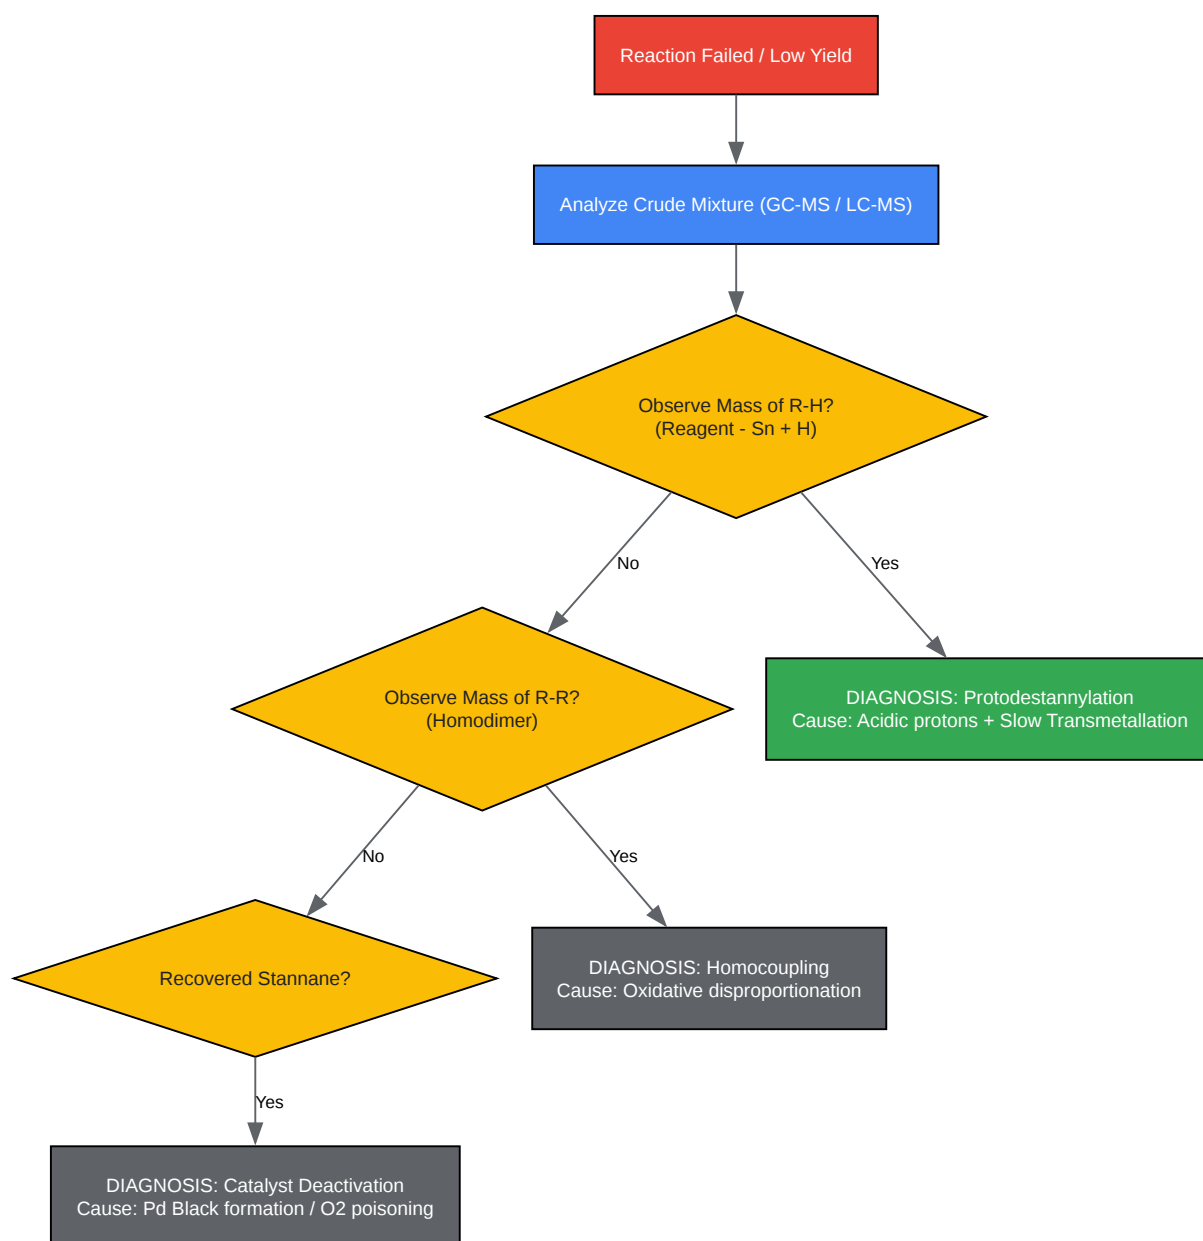 Reaction Failed / Low Yield
Analyze Crude Mixture (GC-MS / LC-MS)
Observe Mass of R-H?
(Reagent - Sn + H)
No
Yes
Observe Mass of R-R?
(Homodimer)
DIAGNOSIS: Protodestannylation
Cause: Acidic protons + Slow Transmetallation
No
Yes
Recovered Stannane?
DIAGNOSIS: Homocoupling
Cause: Oxidative disproportionation
Yes
DIAGNOSIS: Catalyst Deactivation
Cause: Pd Black formation / O2 poisoning